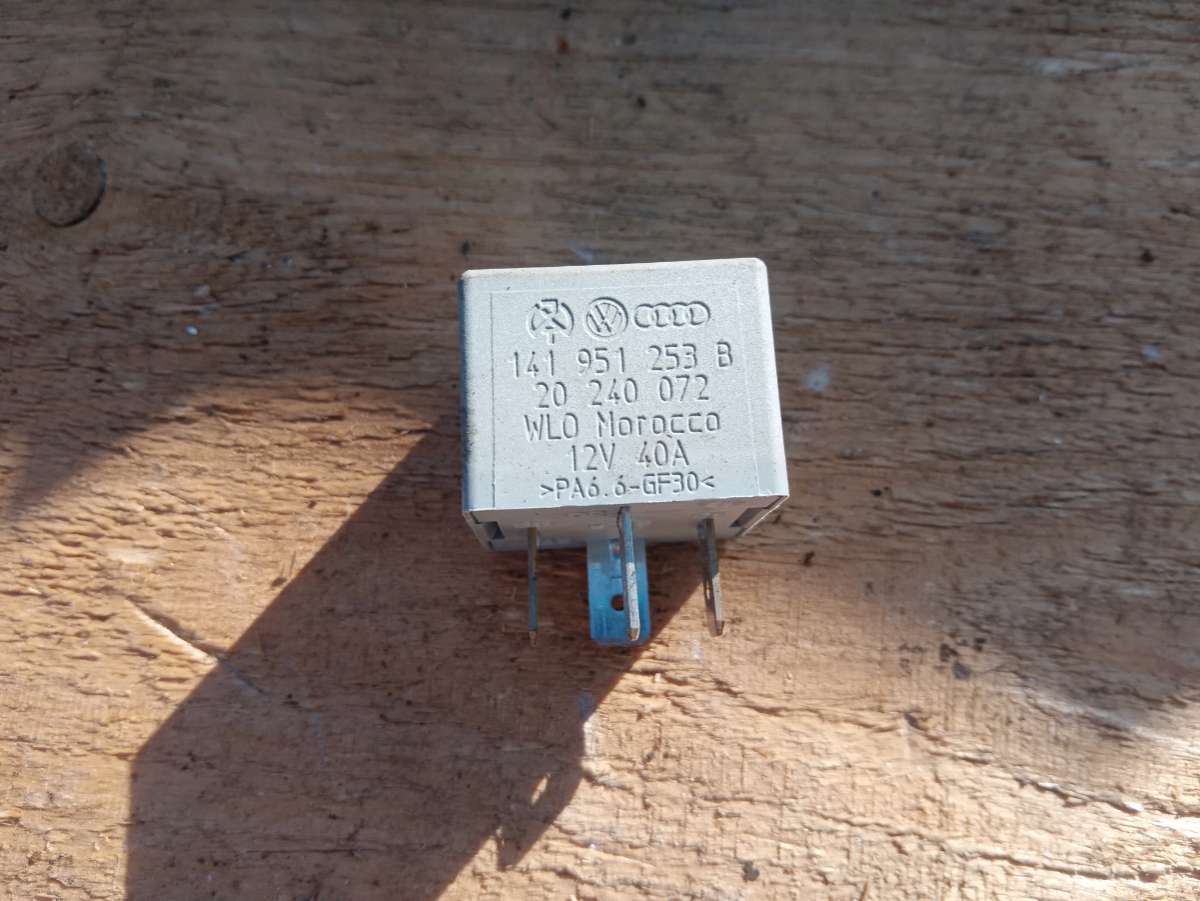 141 951 253 B
20 240 072
WLO Morocco
12V 40A
>PA6.6-GF30<